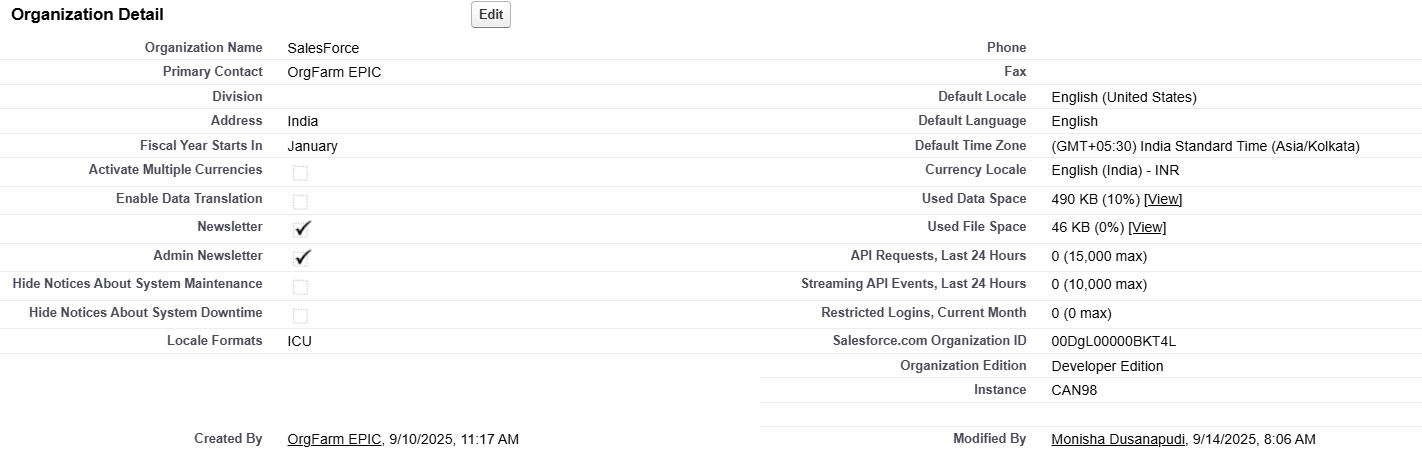 Organization Detail Edit
Organization Name SalesForce Phone
Primary Contact OrgFarm EPIC Fax
Division Default Locale English (United States)
Address India Default Language English
Fiscal Year Starts In January Default Time Zone (GMT+05:30) India Standard Time (Asia/Kolkata)
Activate Multiple Currencies Currency Locale English (India) - INR
Enable Data Translation Used Data Space 490 KB (10%) [View]
Newsletter Used File Space 46 KB (0%) [View]
Admin Newsletter API Requests, Last 24 Hours 0 (15,000 max)
Hide Notices About System Maintenance Streaming API Events, Last 24 Hours 0 (10,000 max)
Hide Notices About System Downtime Restricted Logins, Current Month 0 (0 max)
Locale Formats ICU Salesforce.com Organization ID 00DgL00000BKT4L
Organization Edition Developer Edition
Instance CAN98
Created By OrgFarm EPIC, 9/10/2025, 11:17 AM Modified By Monisha Dusanapudi, 9/14/2025, 8:06 AM